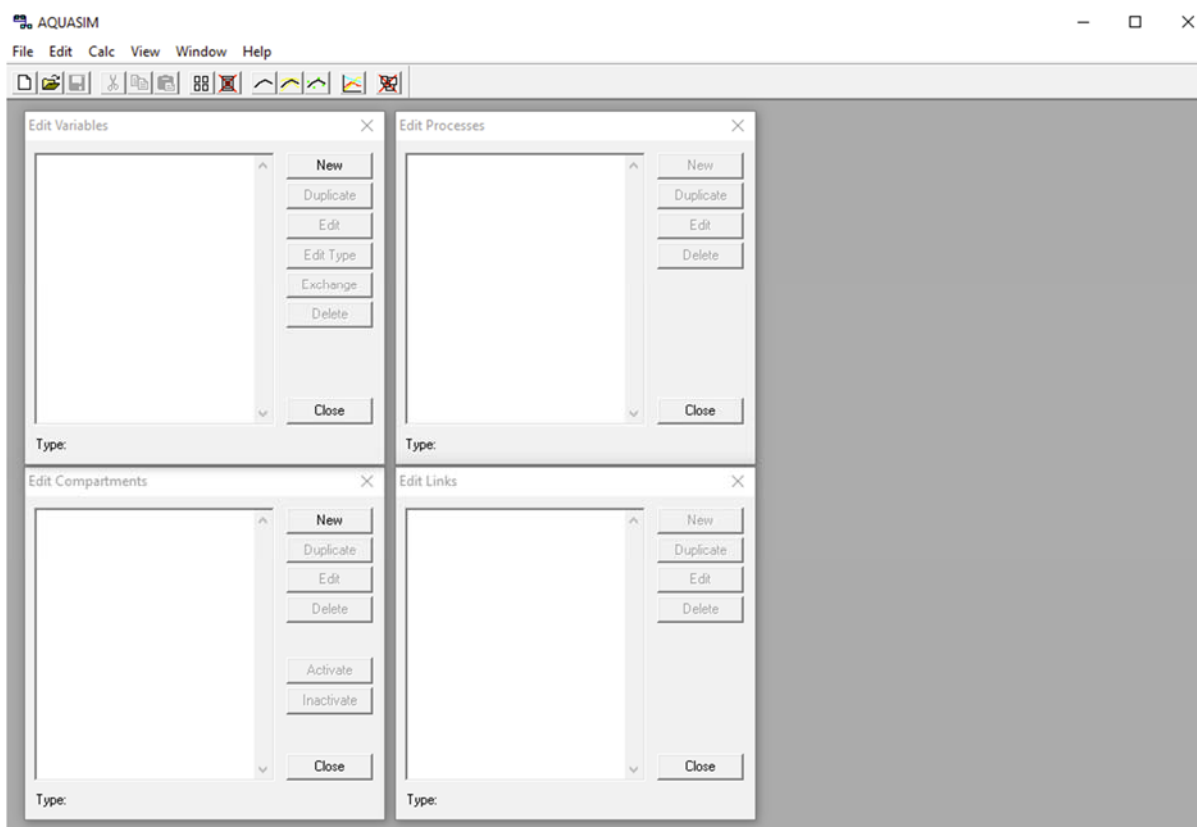 AQUASIM
File Edit Calc View Window Help
Edit Variables
New
Duplicate
Edit
Edit Type
Exchange
Delete
Close
Type:
Edit Processes
New
Duplicate
Edit
Delete
Close
Type:
Edit Compartments
New
Duplicate
Edit
Delete
Activate
Inactivate
Close
Type:
Edit Links
New
Duplicate
Edit
Delete
Close
Type: